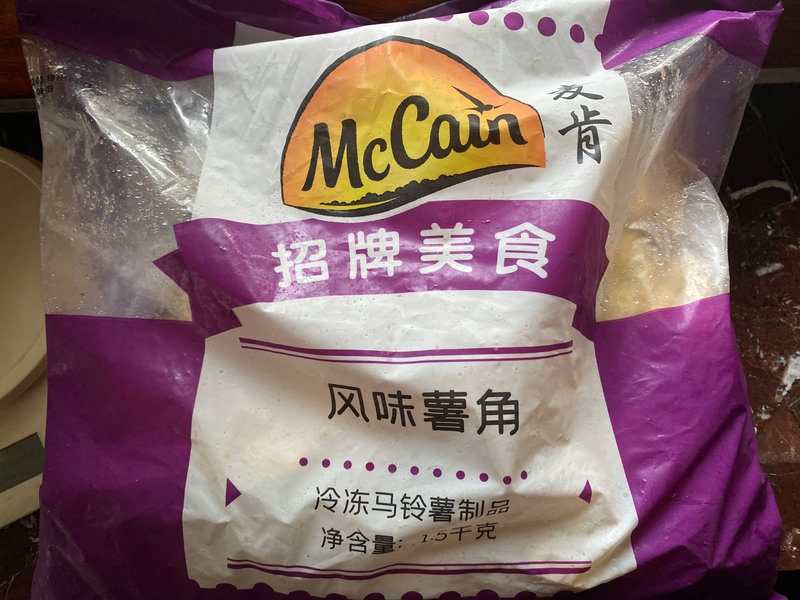 McCain
麦肯
招牌美食
风味薯角
冷冻马铃薯制品
净含量: 1.5千克